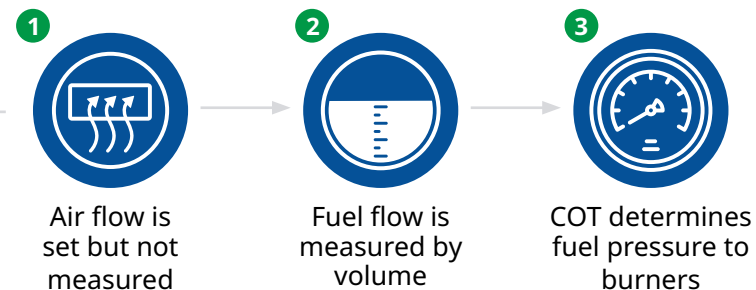 1
2
3
Air flow is
set but not
measured
Fuel flow is
measured by
volume
COT determines
fuel pressure to
burners